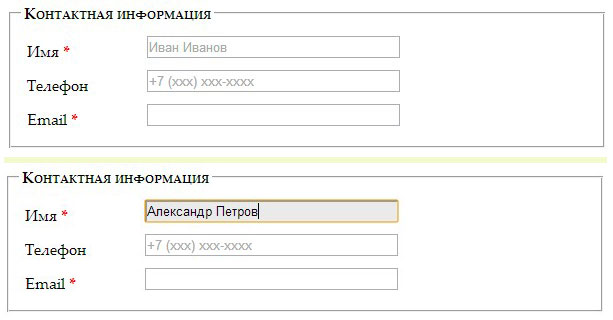 Контактная информация
Имя * Иван Иванов
Телефон +7 (xxx) xxx-xxxx
Email *
Контактная информация
Имя * Александр Петров
Телефон +7 (xxx) xxx-xxxx
Email *